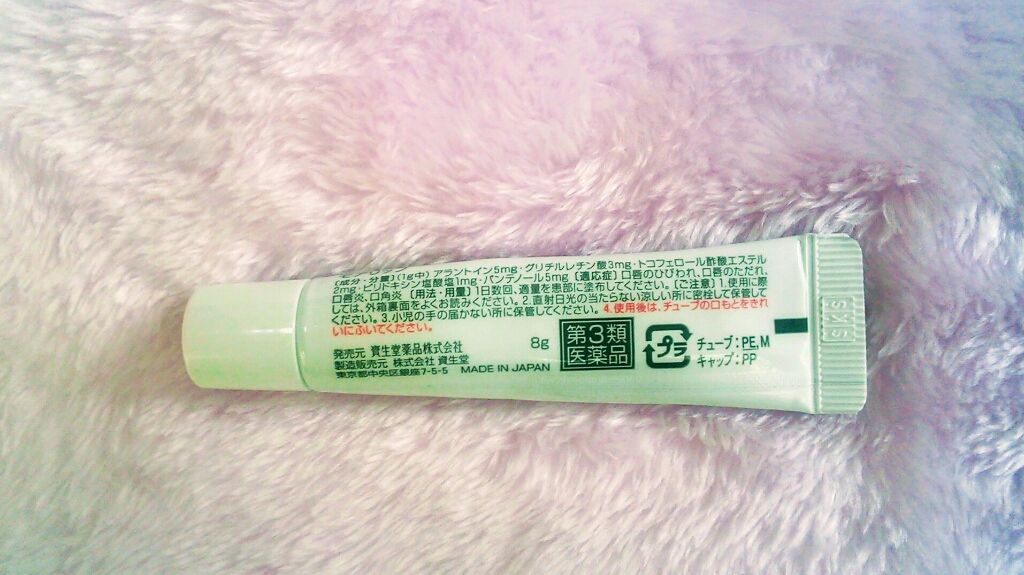 【成分・分量】(1g中) アラントイン5mg・グリチルレチン酸3mg・トコフェロール酢酸エステル
2mg・ピリドキシン塩酸塩1mg・パンテノール5mg【適応症】口唇のひびわれ、口唇のただれ、
口唇炎、口角炎【用法・用量】1日数回、適量を患部に塗布してください。【ご注意】1.使用に際
しては、外箱裏面をよくお読みください。2.直射日光の当たらない涼しい所に密栓して保管して
ください。3.小児の手の届かない所に保管してください。4.使用後は、チューブの口もとをきれ
いにふいてください。
発売元 資生堂薬品株式会社
製造販売元 株式会社 資生堂
東京都中央区銀座7-5-5 MADE IN JAPAN
8g
第3類
医薬品
プラ
チューブ:PE,M
キャップ:PP